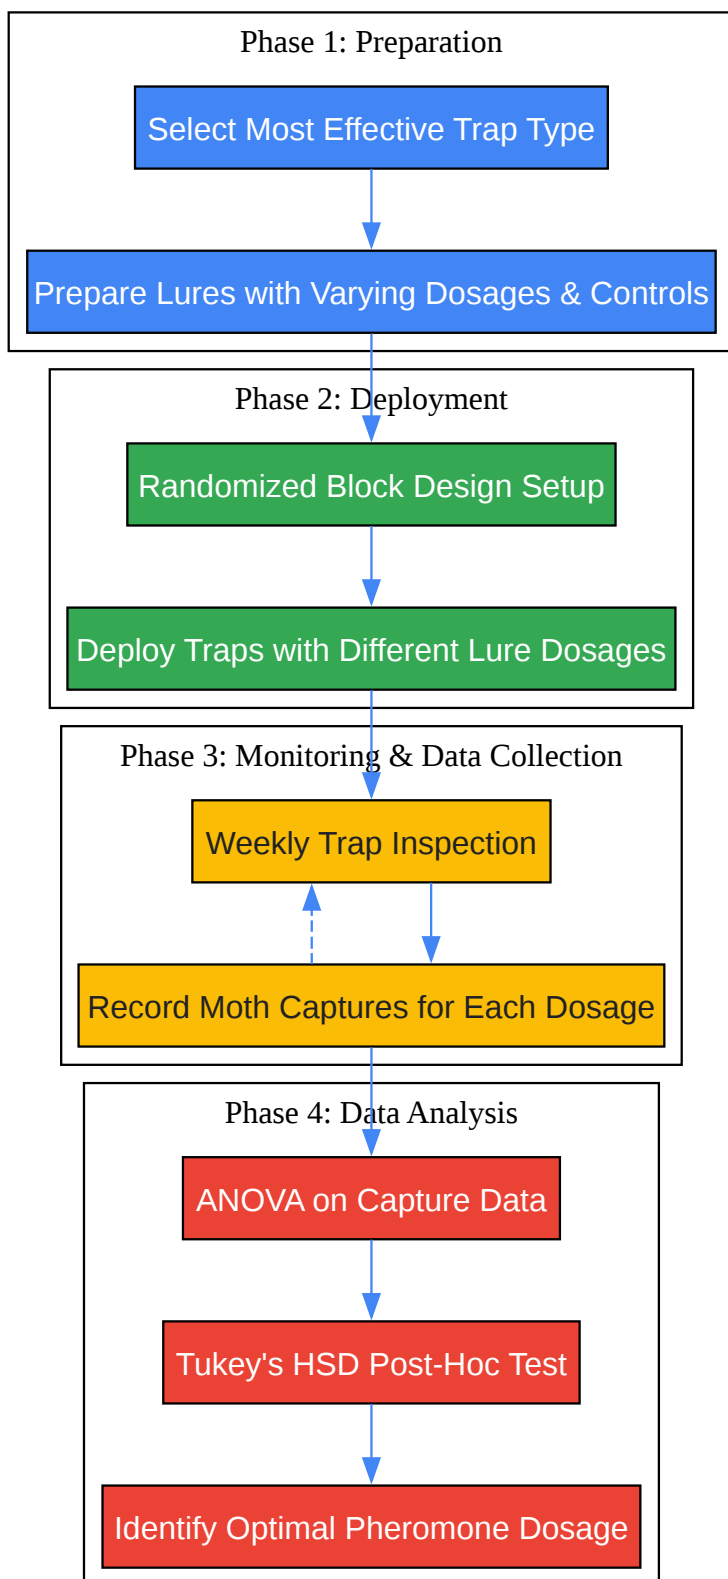 Phase 1: Preparation
Select Most Effective Trap Type
Prepare Lures with Varying Dosages & Controls
Phase 2: Deployment
Randomized Block Design Setup
Deploy Traps with Different Lure Dosages
Phase 3: Monitoring & Data Collection
Weekly Trap Inspection
Record Moth Captures for Each Dosage
Phase 4: Data Analysis
ANOVA on Capture Data
Tukey's HSD Post-Hoc Test
Identify Optimal Pheromone Dosage